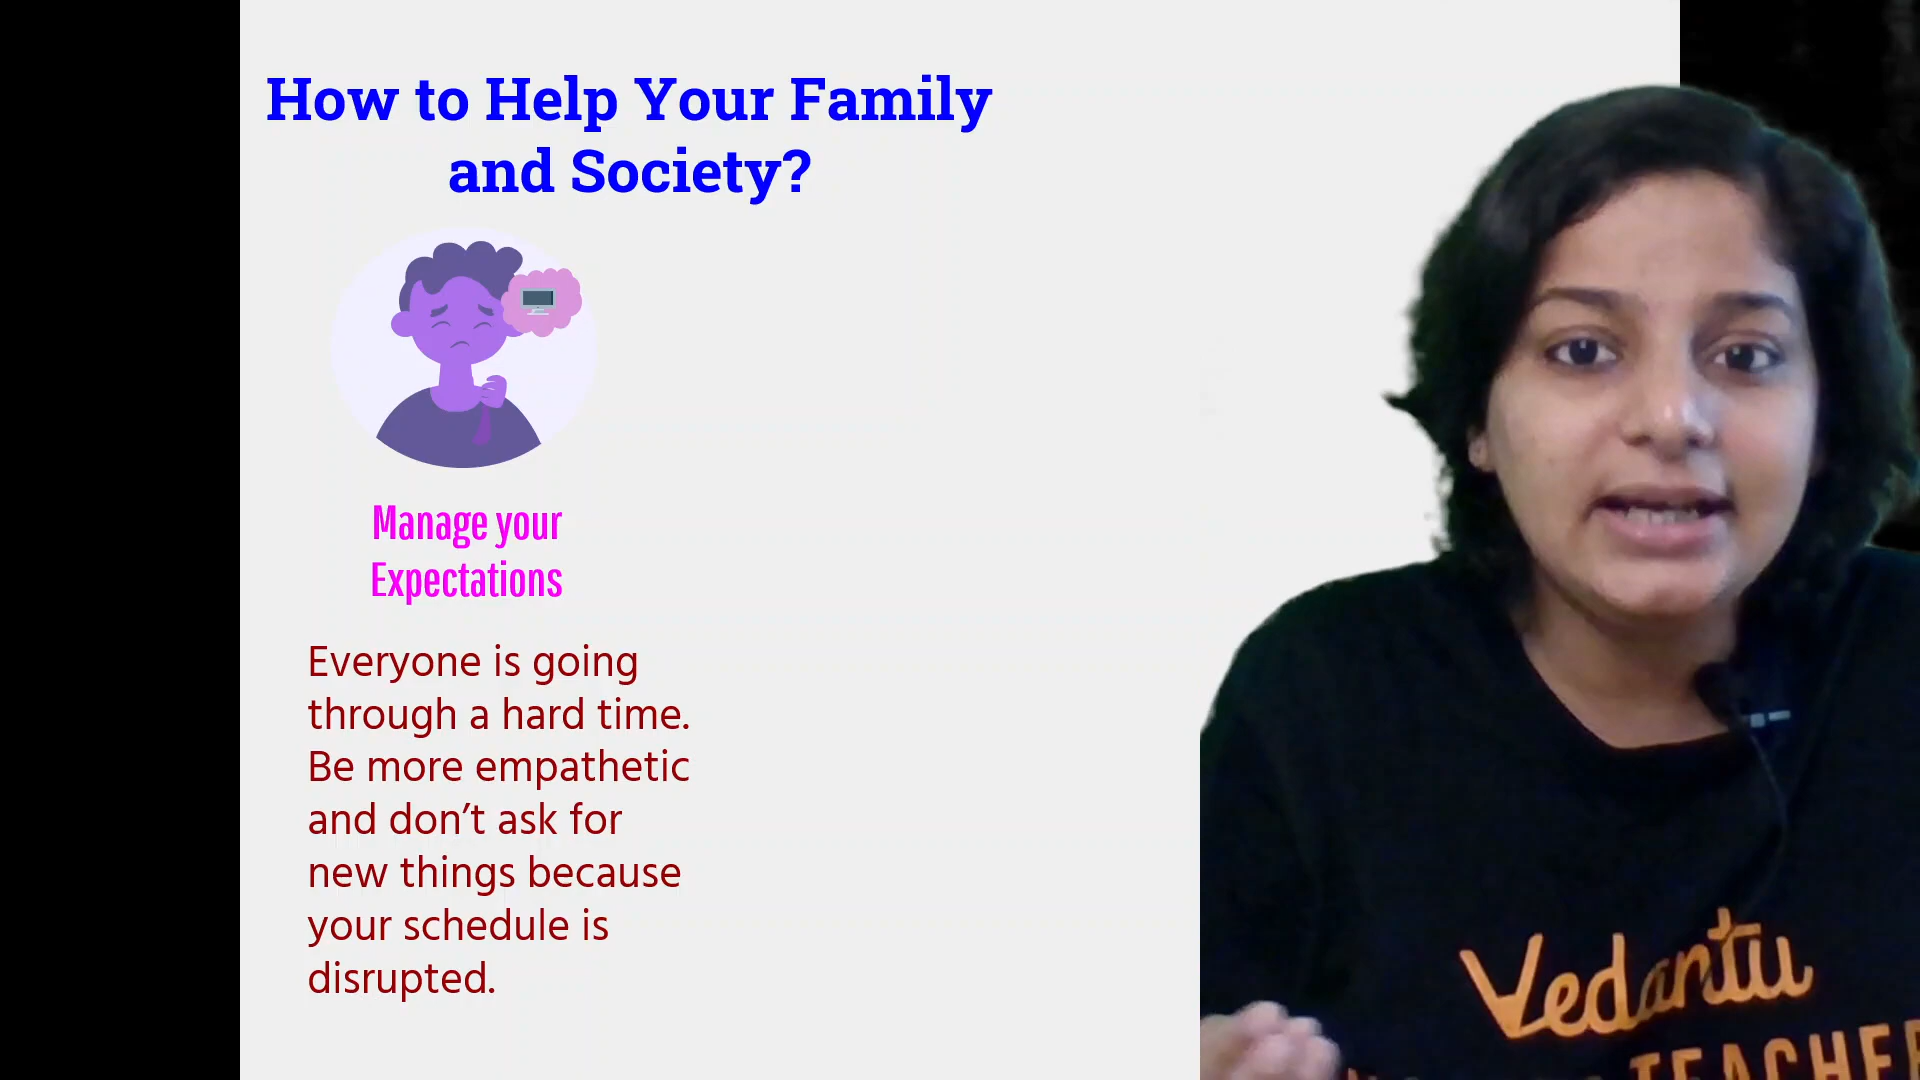 How to Help Your Family
and Society?
Manage your
Expectations
Everyone is going
through a hard time.
Be more empathetic
and don’t ask for
new things because
your schedule is
disrupted.
Vedantu
TEACHER